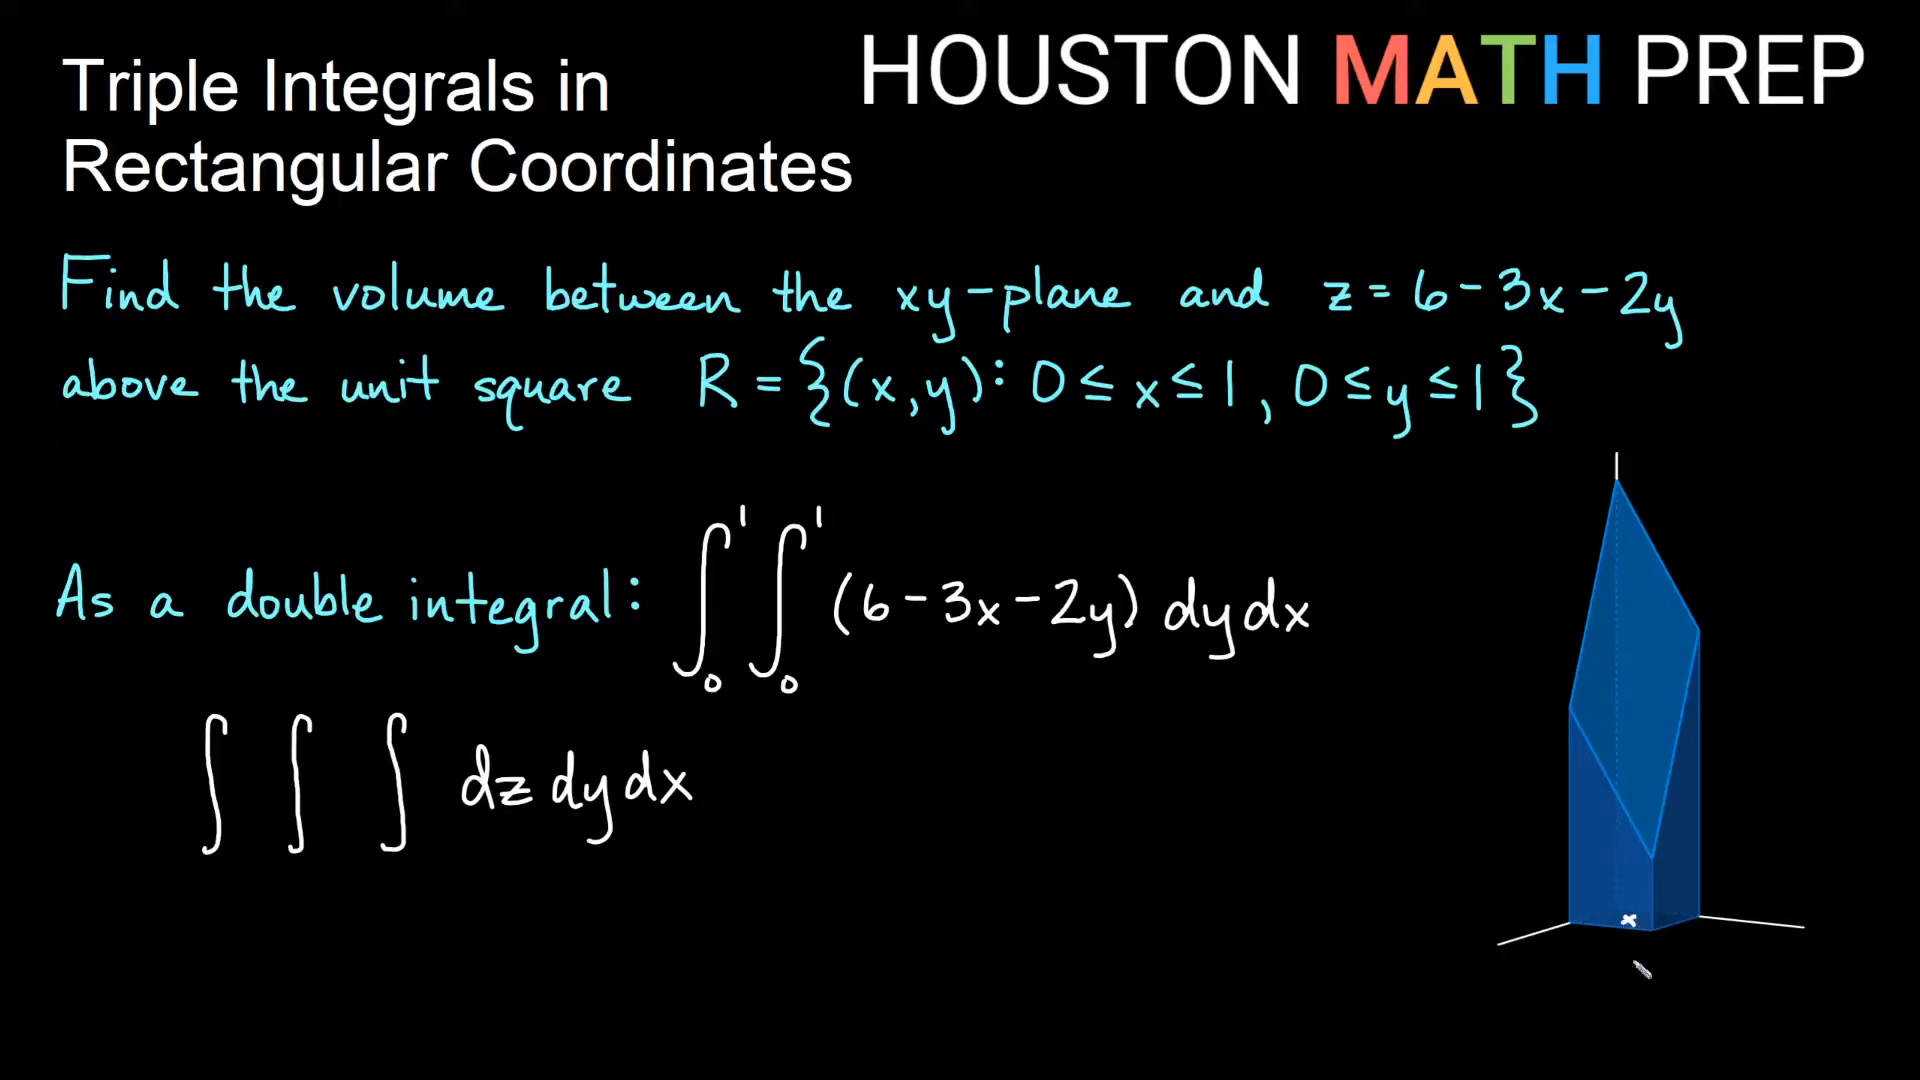 Triple Integrals in
Rectangular Coordinates
HOUSTON MATH PREP
Find the volume between the xy-plane and z = 6 - 3x - 2y
above the unit square R = {(x,y): 0 ≤ x ≤ 1, 0 ≤ y ≤ 1}
As a double integral: ∫₀¹ ∫₀¹ (6 - 3x - 2y) dy dx
∫ ∫ ∫ dz dy dx
x